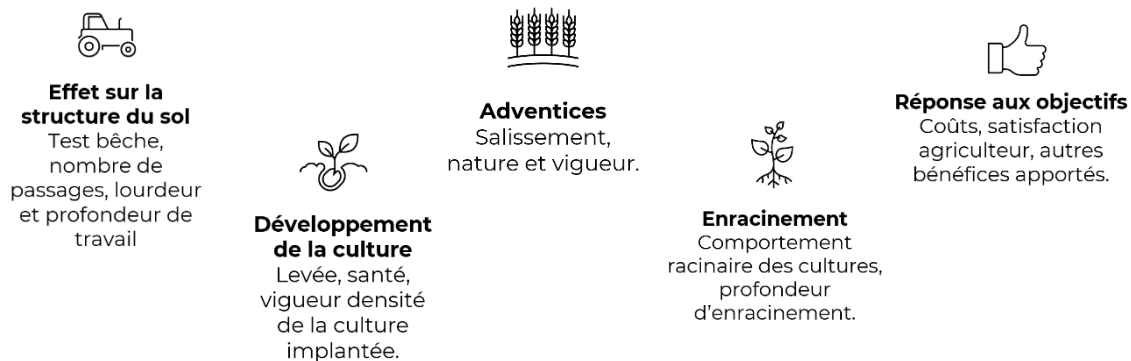 Effet sur la
structure du sol
Test bêche,
nombre de
passages, lourdeur
et profondeur de
travail
Développement
de la culture
Levée, santé,
vigueur densité
de la culture
implantée.
Adventices
Salissement,
nature et vigueur.
Enracinement
Comportement
racinaire des cultures,
profondeur
d’enracinement.
Réponse aux objectifs
Coûts, satisfaction
agriculteur, autres
bénéfices apportés.